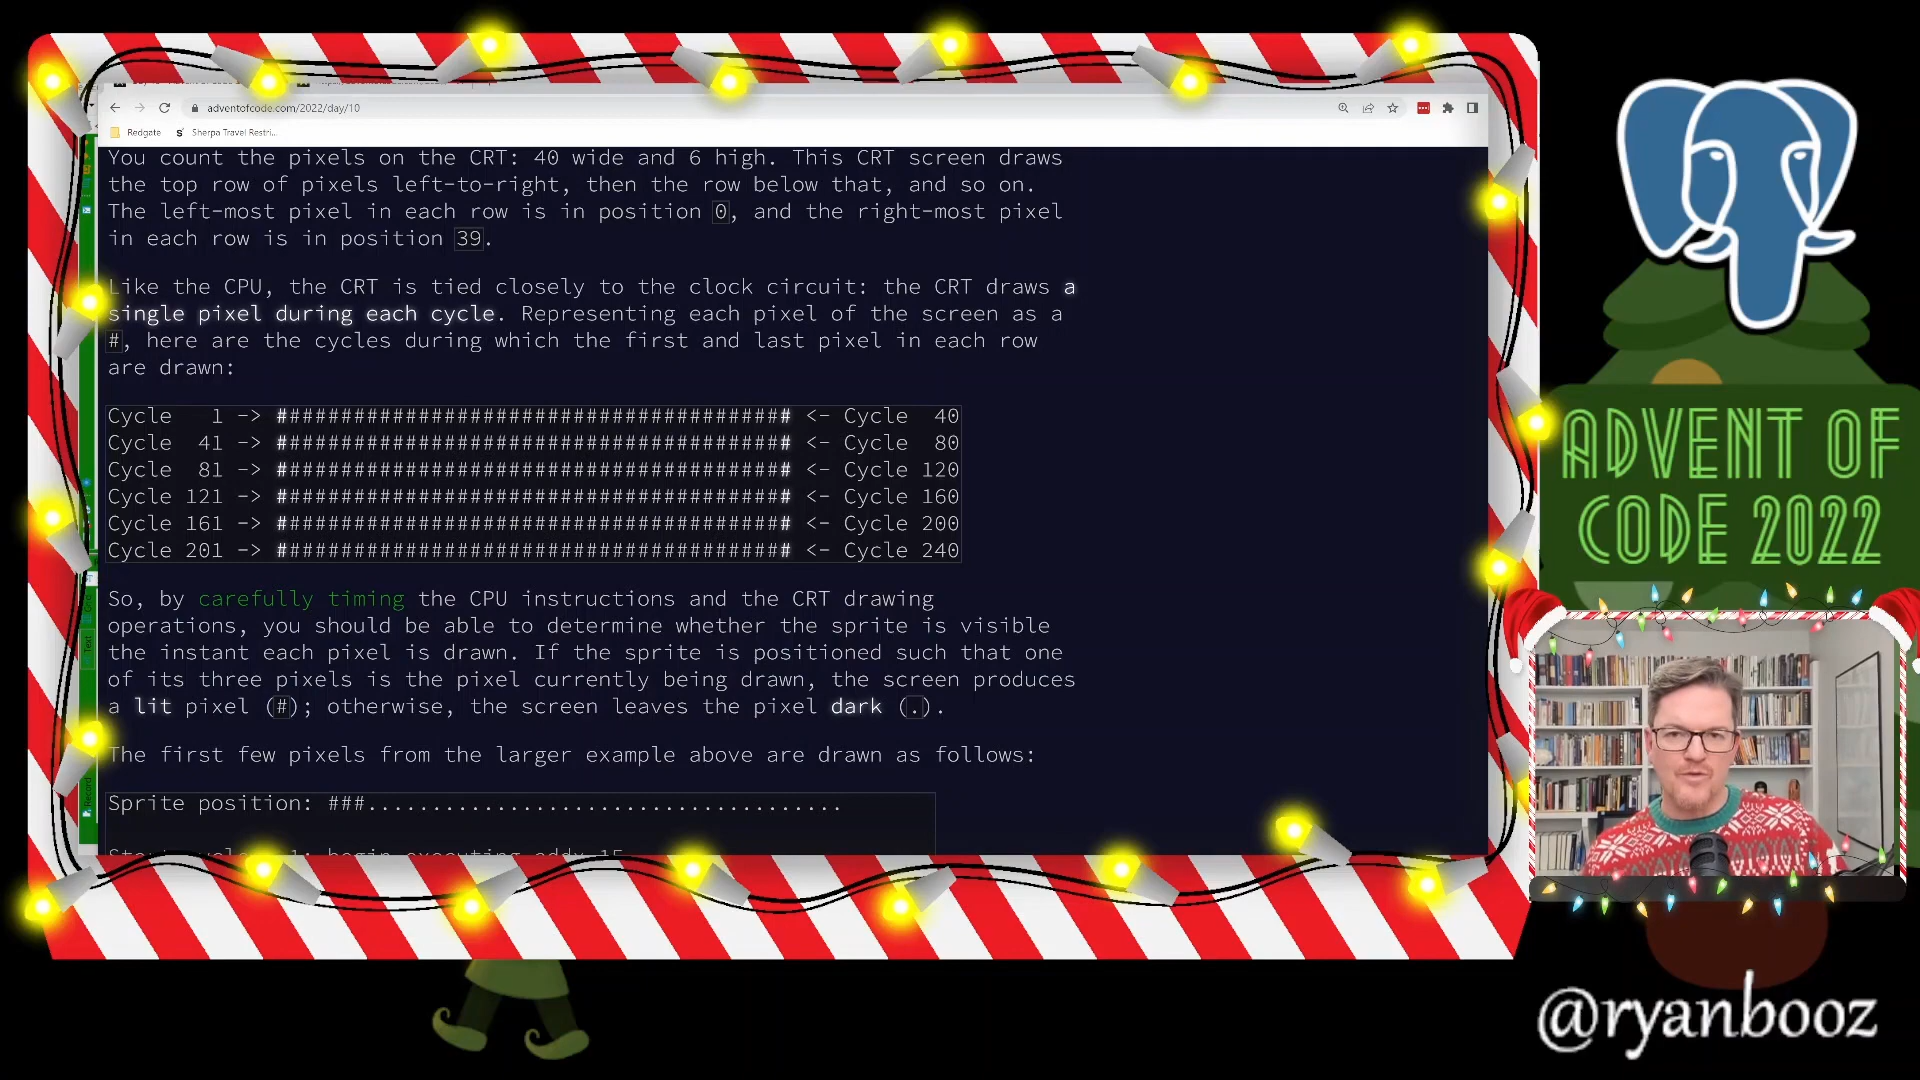 adventofcode.com/2022/day/10
Redgate
Sherpa Travel Restri...
You count the pixels on the CRT: 40 wide and 6 high. This CRT screen draws
the top row of pixels left-to-right, then the row below that, and so on.
The left-most pixel in each row is in position 0, and the right-most pixel
in each row is in position 39.
Like the CPU, the CRT is tied closely to the clock circuit: the CRT draws a
single pixel during each cycle. Representing each pixel of the screen as a
#, here are the cycles during which the first and last pixel in each row
are drawn:
Cycle   1 -> ######################################## <- Cycle  40
Cycle  41 -> ######################################## <- Cycle  80
Cycle  81 -> ######################################## <- Cycle 120
Cycle 121 -> ######################################## <- Cycle 160
Cycle 161 -> ######################################## <- Cycle 200
Cycle 201 -> ######################################## <- Cycle 240
So, by carefully timing the CPU instructions and the CRT drawing
operations, you should be able to determine whether the sprite is visible
the instant each pixel is drawn. If the sprite is positioned such that one
of its three pixels is the pixel currently being drawn, the screen produces
a lit pixel (#); otherwise, the screen leaves the pixel dark (.).
The first few pixels from the larger example above are drawn as follows:
Sprite position: ###.....................................
ADVENT OF
CODE 2022
@ryanbooz